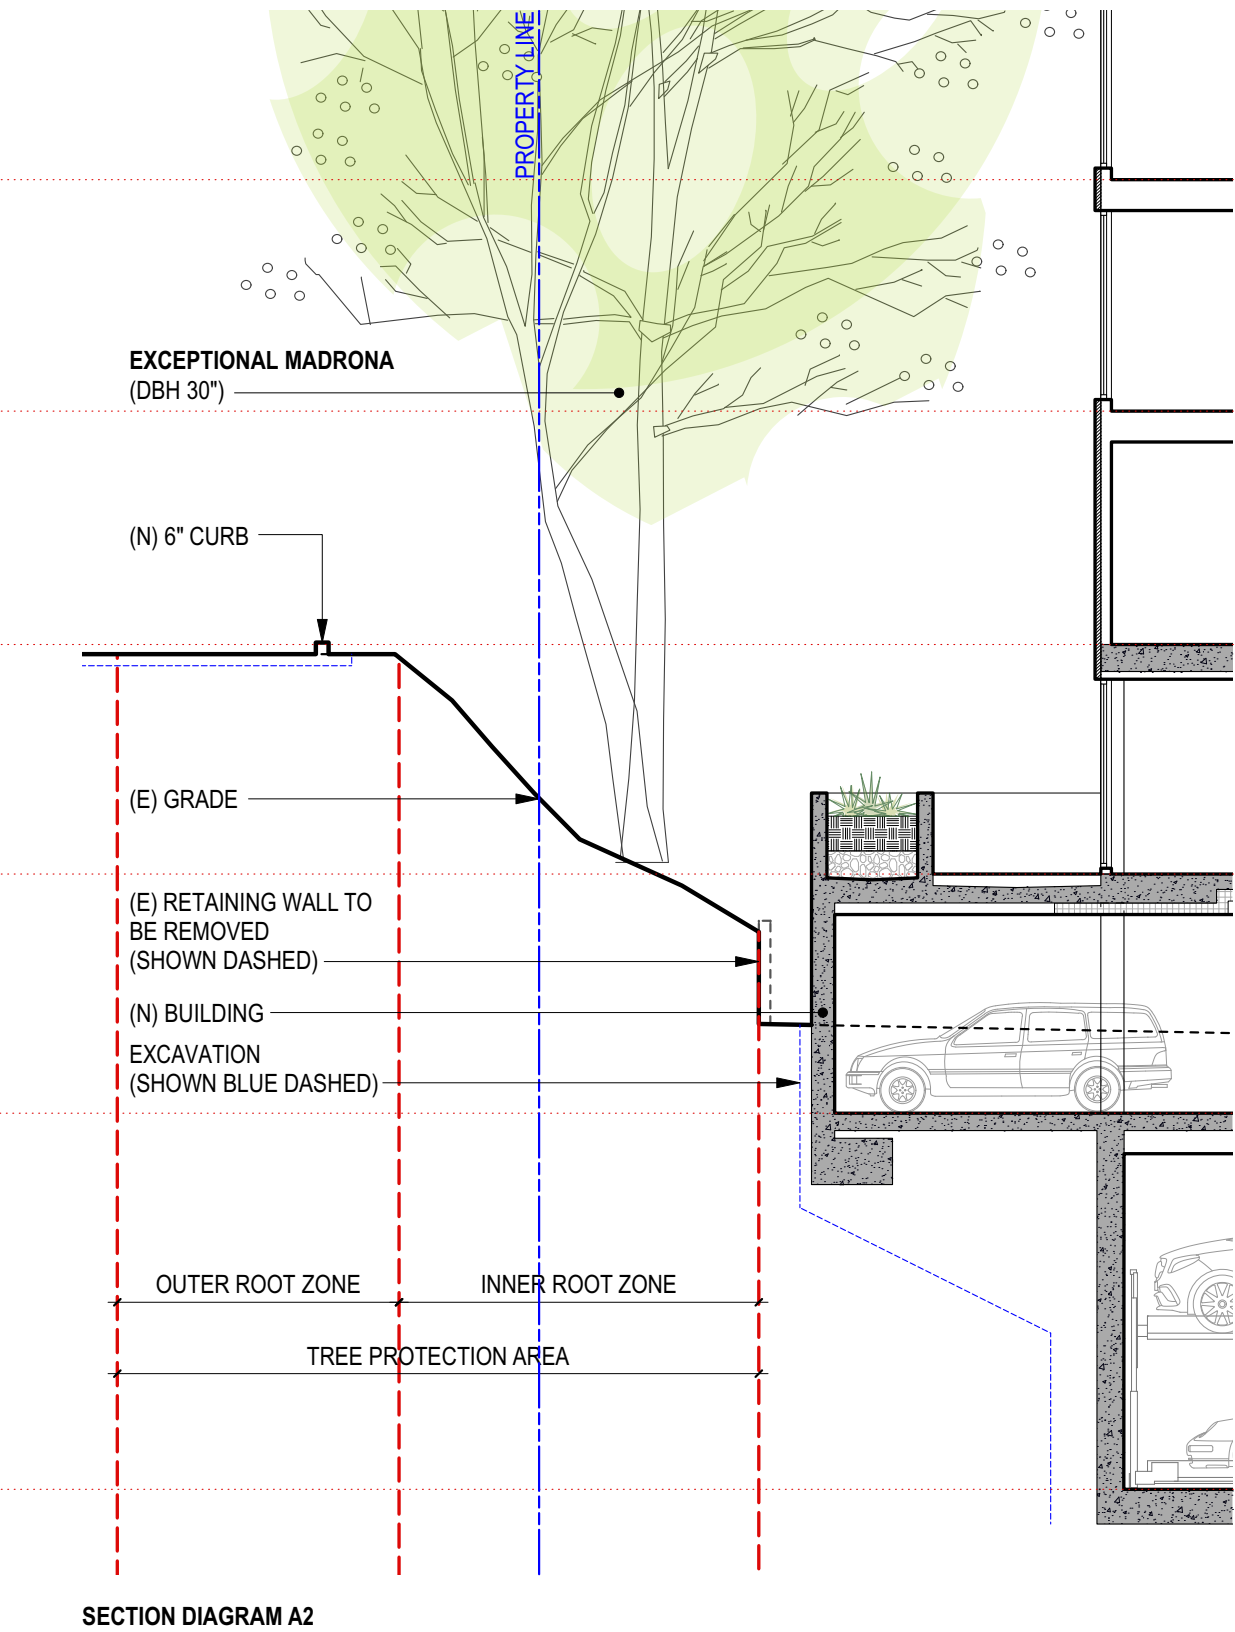 PROPERTY LINE
EXCEPTIONAL MADRONA
(DBH 30")
(N) 6" CURB
(E) GRADE
(E) RETAINING WALL TO
BE REMOVED
(SHOWN DASHED)
(N) BUILDING
EXCAVATION
(SHOWN BLUE DASHED)
OUTER ROOT ZONE
INNER ROOT ZONE
TREE PROTECTION AREA
SECTION DIAGRAM A2